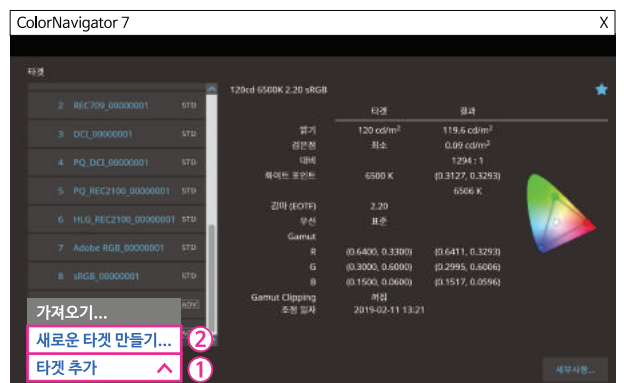 ColorNavigator 7 X
타겟
120cd 6500K 2.20 sRGB
타겟 결과
2 REC709_00000001 STD
3 DCI_00000001 STD
4 PQ_DCI_00000001 STD
5 PQ_REC2100_00000001 STD
6 HLG_REC2100_00000001 STD
7 Adobe RGB_00000001 STD
8 sRGB_00000001 STD
ADV
가져오기...
새로운 타겟 만들기... ②
타겟 추가 ①
밝기 120 cd/m² 119.6 cd/m²
검은점 최소 0.09 cd/m²
대비 1294 : 1
화이트 포인트 6500 K (0.3127, 0.3293)
6506 K
감마 (EOTF) 2.20
우선 표준
Gamut
R (0.6400, 0.3300) (0.6411, 0.3293)
G (0.3000, 0.6000) (0.2995, 0.6006)
B (0.1500, 0.0600) (0.1517, 0.0596)
Gamut Clipping 꺼짐
조정 일자 2019-02-11 13:21
세부사항...